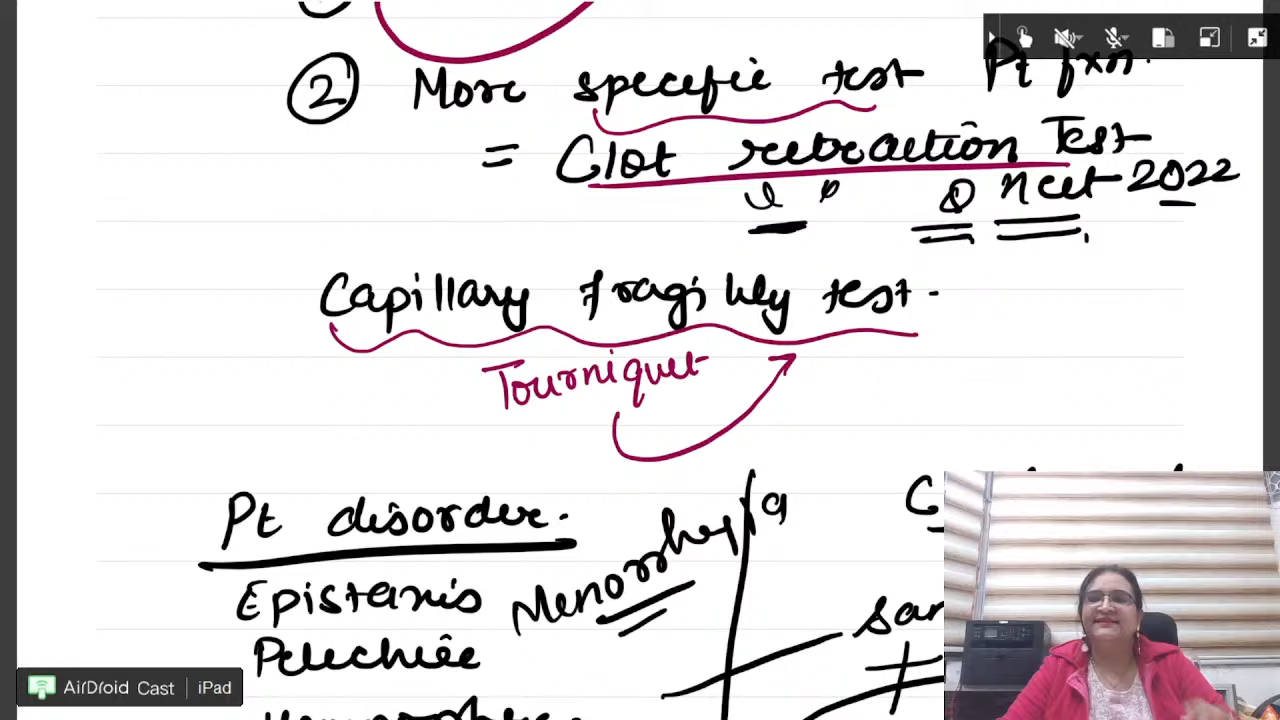 ② More specific test Pt fxn.
= Clot retraction Test
Q Neet 2022
Capillary fragility test.
Tourniquet
Pt disorder.
Menorrhagia
Epistaxis
Petechiae
AirDroid Cast | iPad